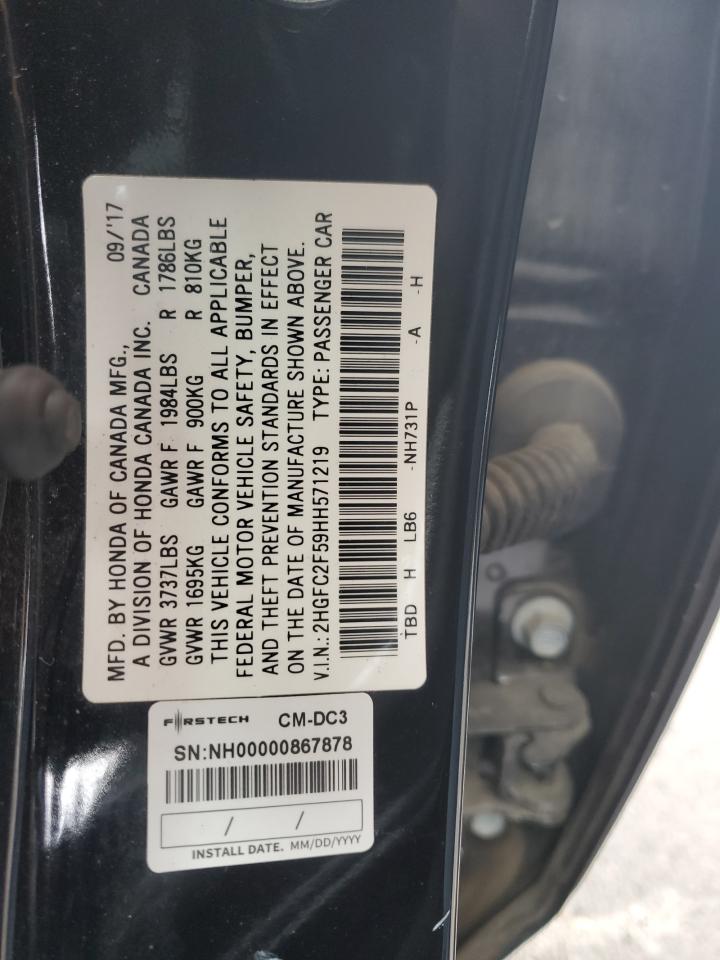 MFD. BY HONDA OF CANADA MFG., 09/'17
A DIVISION OF HONDA CANADA INC. CANADA
GVWR 3737LBS GAWR F 1984LBS R 1786LBS
GVWR 1695KG GAWR F 900KG R 810KG
THIS VEHICLE CONFORMS TO ALL APPLICABLE
FEDERAL MOTOR VEHICLE SAFETY, BUMPER,
AND THEFT PREVENTION STANDARDS IN EFFECT
ON THE DATE OF MANUFACTURE SHOWN ABOVE.
V.I.N.: 2HGFC2F59HH571219 TYPE: PASSENGER CAR
TBD H LB6 -NH731P -A -H
FIRSTECH CM-DC3
SN:NH00000867878
/ /
INSTALL DATE. MM/DD/YYYY